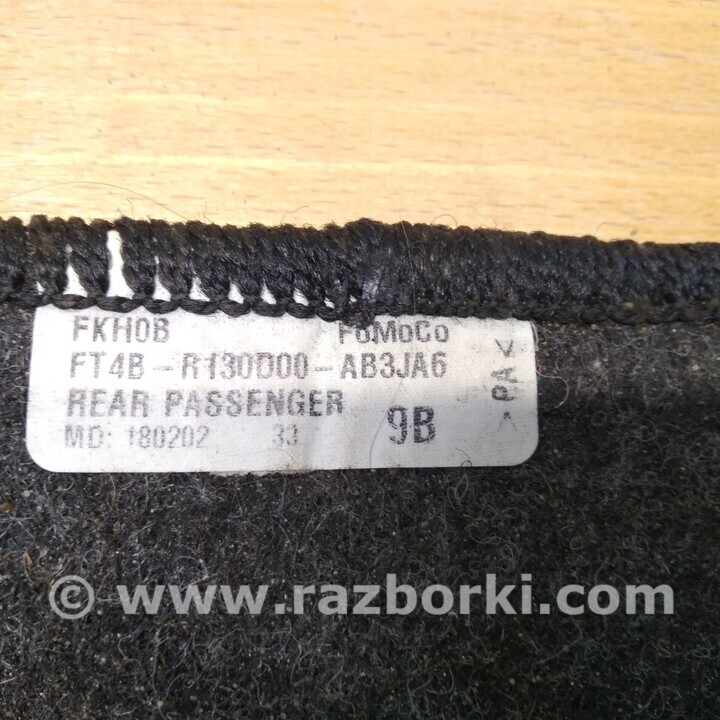 FKH0B FoMoCo
FT4B-R130D00-AB3JA6
REAR PASSENGER 9B
MD: 180202 33
>PA<
© www.razborki.com